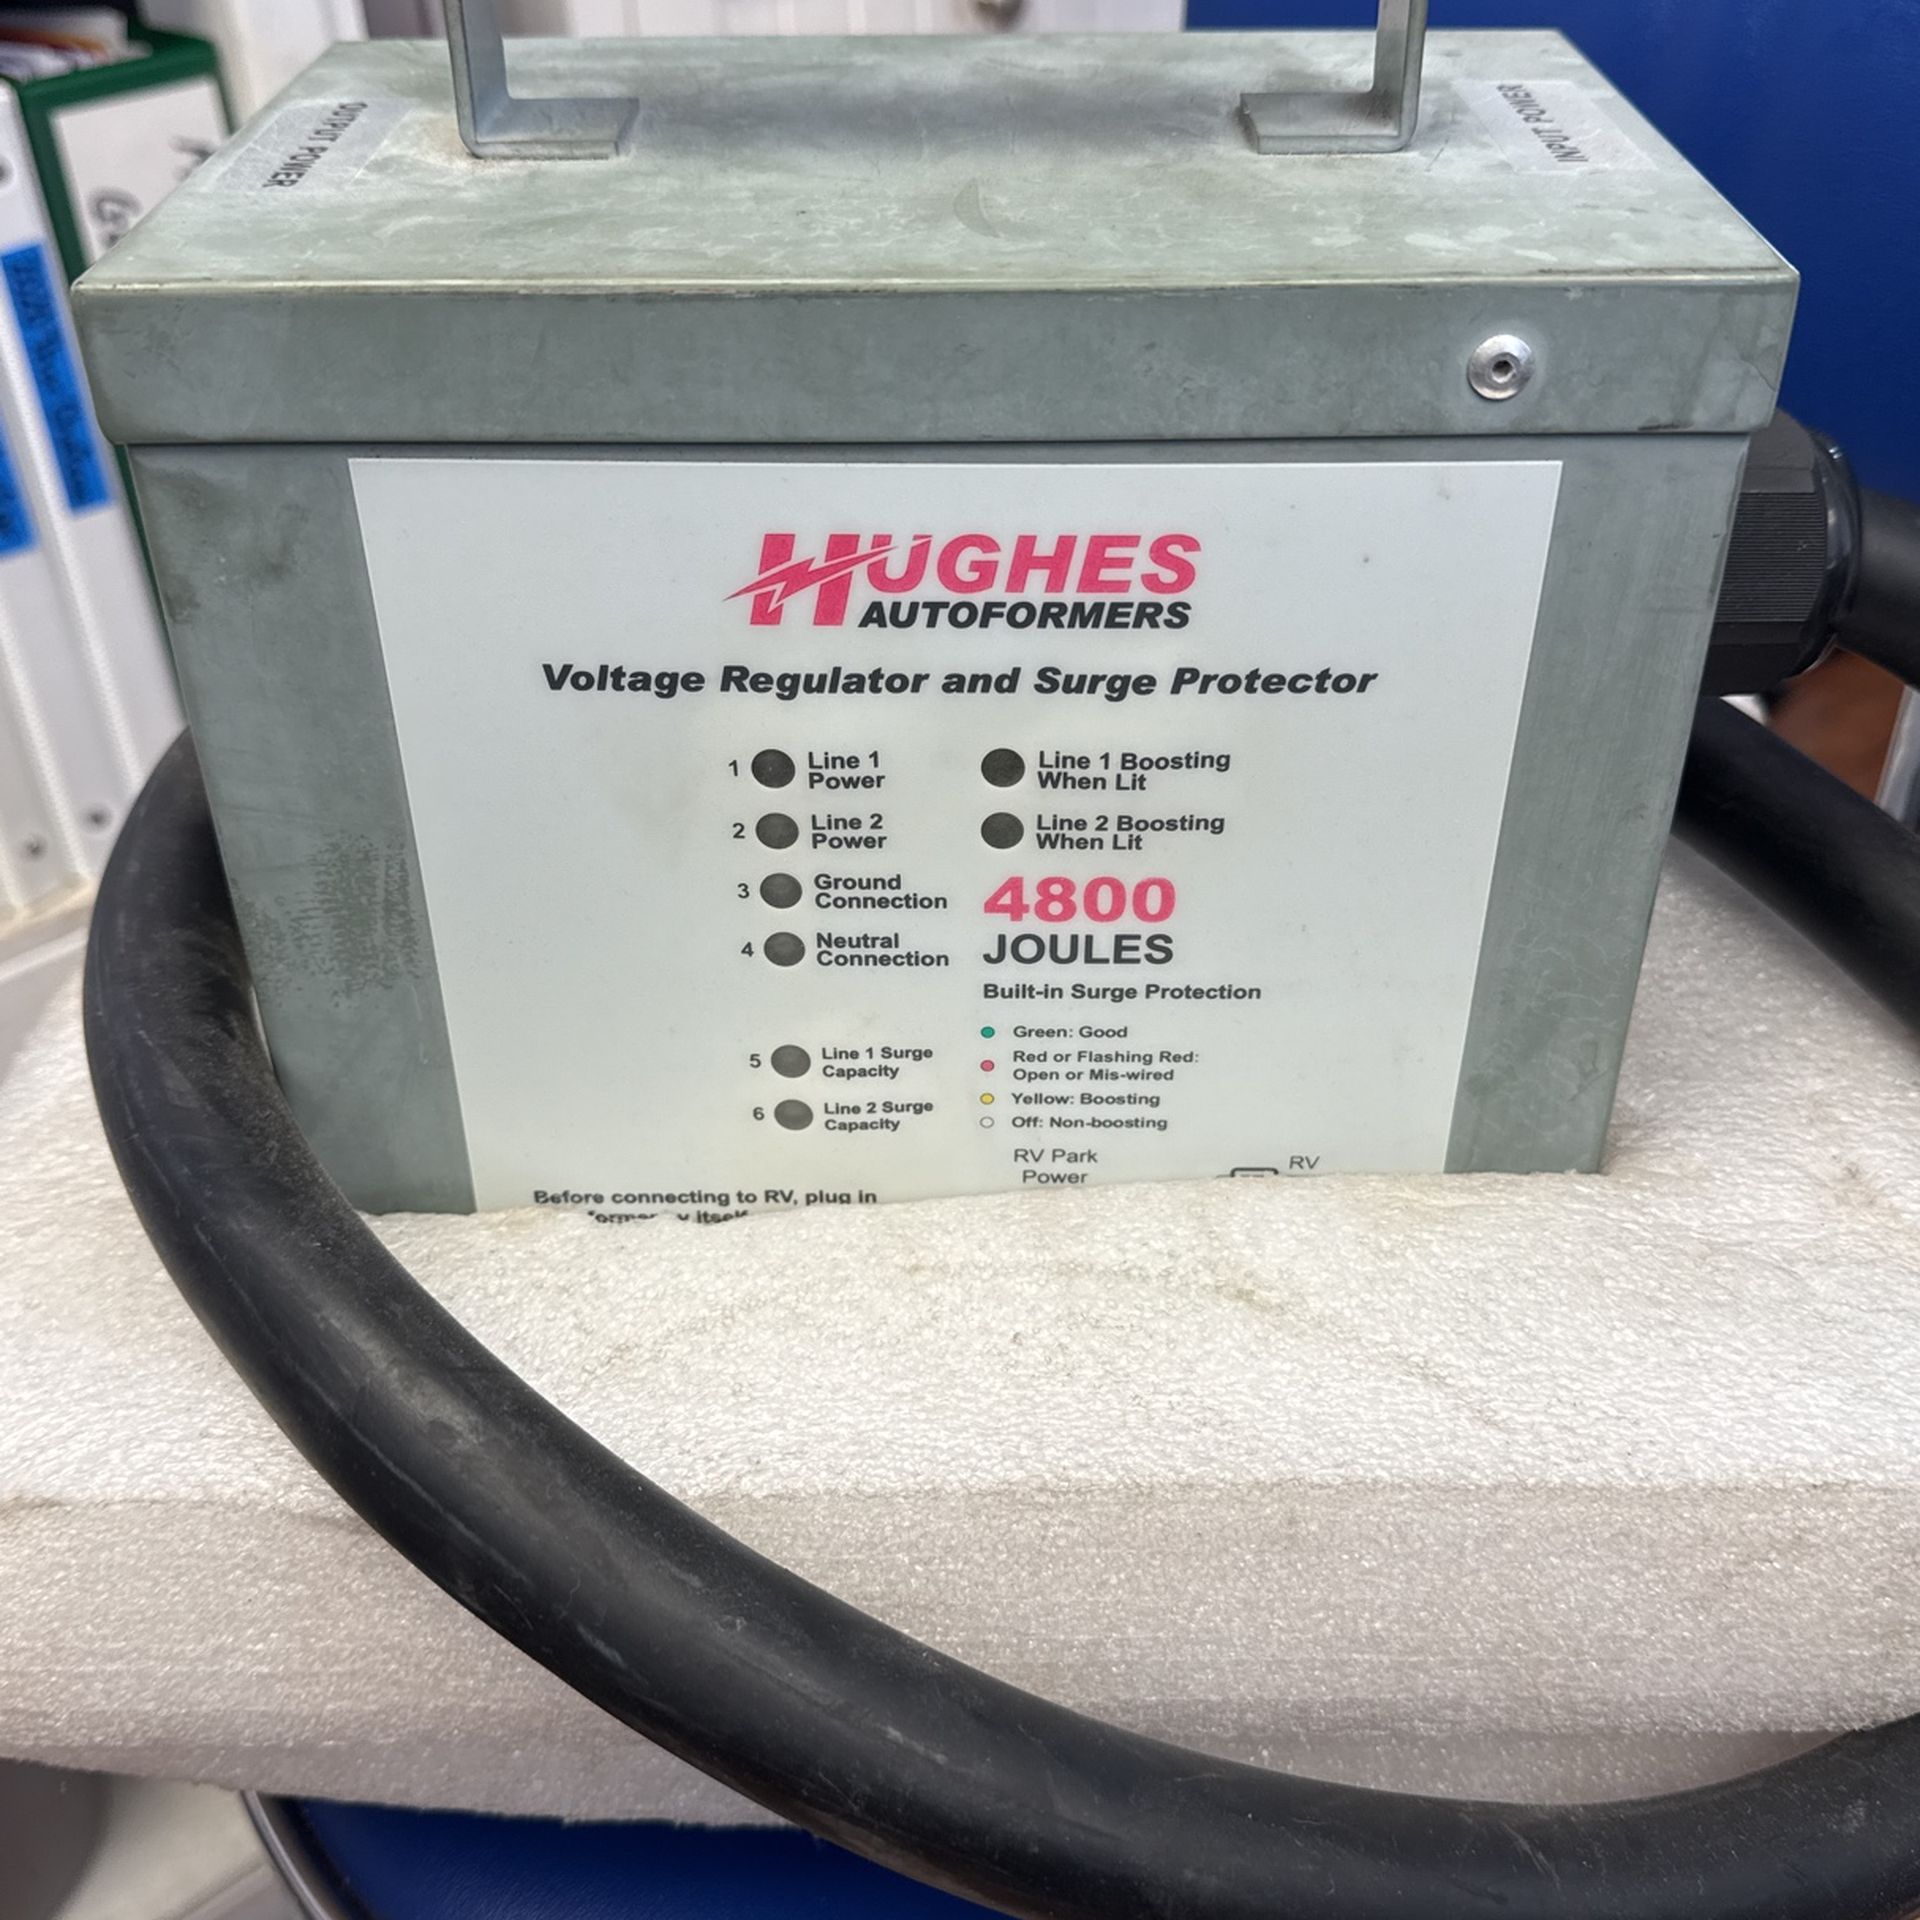 OUTPUT POWER
INPUT POWER
HUGHES
AUTOFORMERS
Voltage Regulator and Surge Protector
1 Line 1
Power
Line 1 Boosting
When Lit
2 Line 2
Power
Line 2 Boosting
When Lit
3 Ground
Connection
4 Neutral
Connection
4800
JOULES
Built-in Surge Protection
Green: Good
Red or Flashing Red:
Open or Mis-wired
Yellow: Boosting
Off: Non-boosting
5 Line 1 Surge
Capacity
6 Line 2 Surge
Capacity
RV Park
Power
RV
Before connecting to RV, plug in
itself